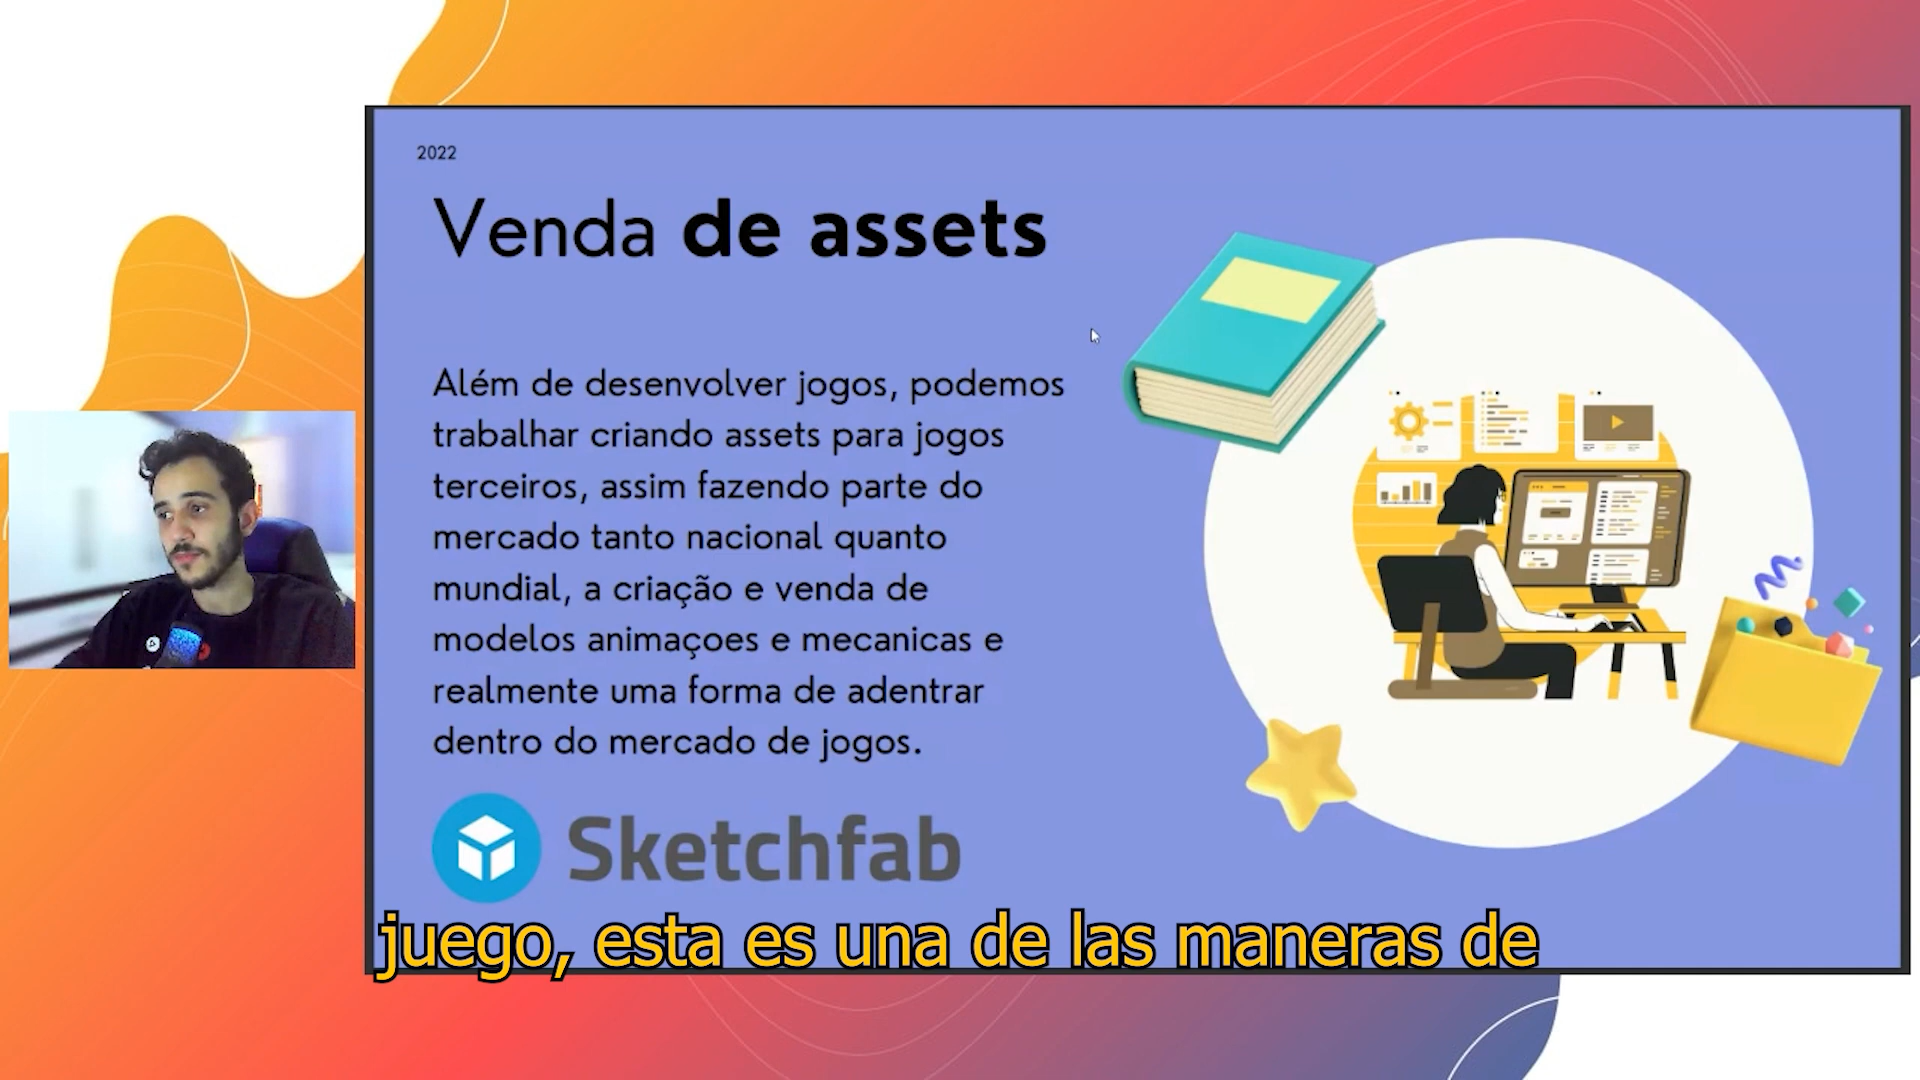 2022
Venda de assets
Além de desenvolver jogos, podemos
trabalhar criando assets para jogos
terceiros, assim fazendo parte do
mercado tanto nacional quanto
mundial, a criação e venda de
modelos animaçoes e mecanicas e
realmente uma forma de adentrar
dentro do mercado de jogos.
Sketchfab
juego, esta es una de las maneras de